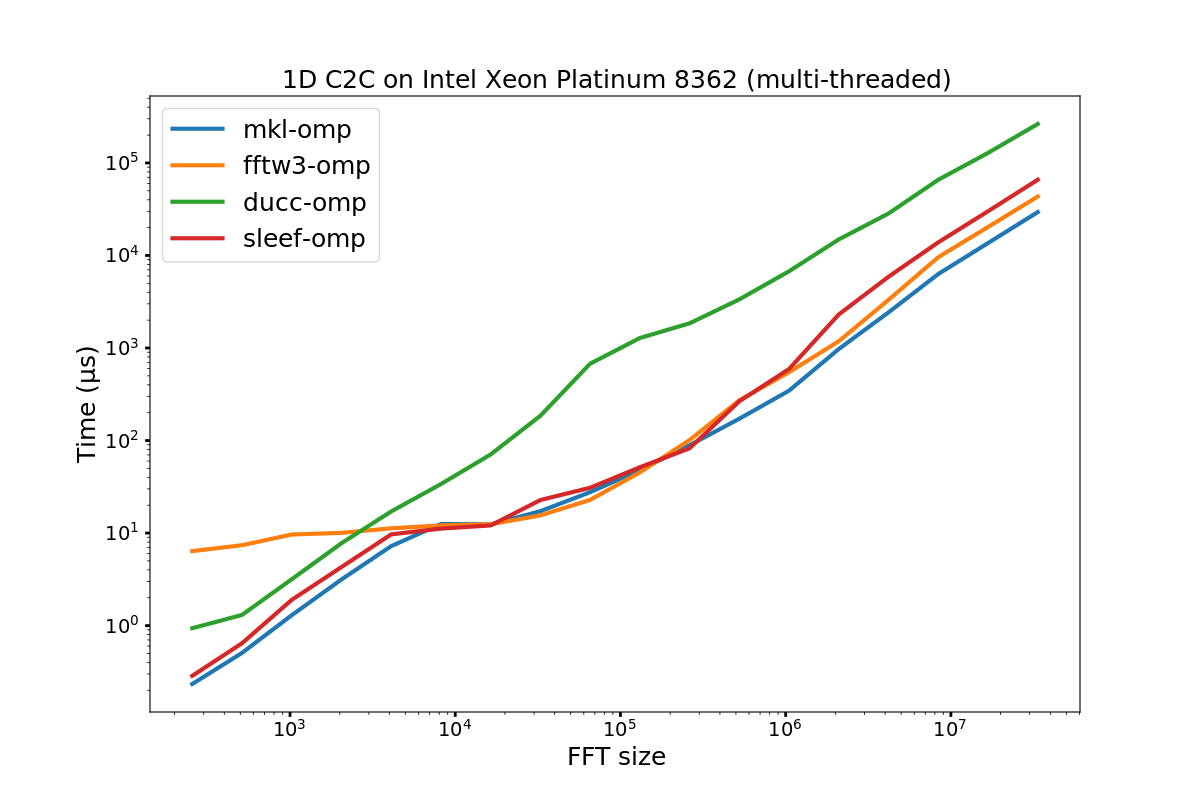 1D C2C on Intel Xeon Platinum 8362 (multi-threaded)
mkl-omp
fftw3-omp
ducc-omp
sleef-omp
10⁵
10⁴
10³
10²
10¹
10⁰
Time (µs)
10³ 10⁴ 10⁵ 10⁶ 10⁷
FFT size